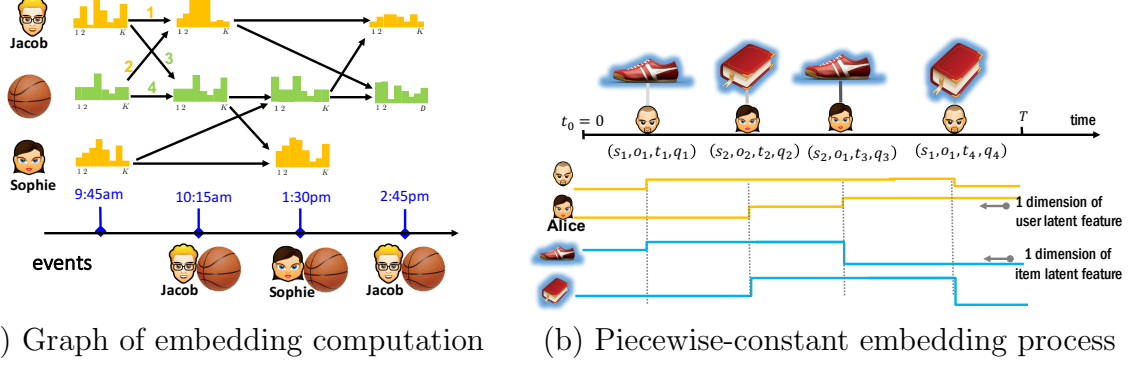 Jacob
1 2 K
1
1 2 K
1 2 K
2
3
1 2 K
4
1 2 K
1 2 K
1 2 D
1 2 K
1 2 K
Sophie
9:45am 10:15am 1:30pm 2:45pm
events
Jacob Sophie Jacob
) Graph of embedding computation
t₀ = 0 T time
(s₁, o₁, t₁, q₁) (s₂, o₂, t₂, q₂) (s₂, o₁, t₃, q₃) (s₁, o₁, t₄, q₄)
Alice
1 dimension of
user latent feature
1 dimension of
item latent feature
(b) Piecewise-constant embedding process